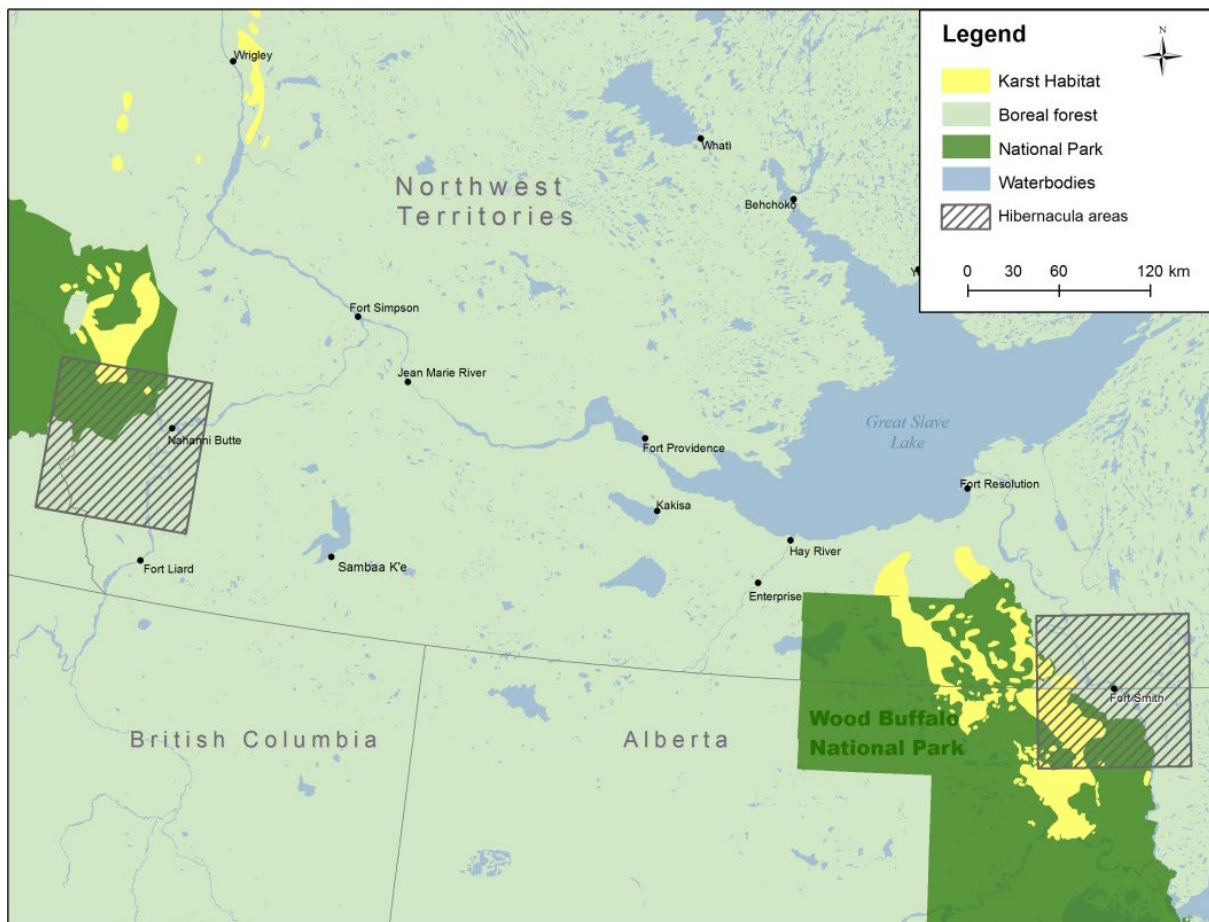 Legend
N
Karst Habitat
Boreal forest
National Park
Waterbodies
Hibernacula areas
0 30 60 120 km
Wrigley
Whatì
Northwest
Territories
Behchoko
Y
Fort Simpson
Jean Marie River
Great Slave
Lake
Nahanni Butte
Fort Providence
Fort Resolution
Kakisa
Hay River
Fort Liard
Sambaa K'e
Enterprise
Fort Smith
Wood Buffalo
National Park
British Columbia
Alberta